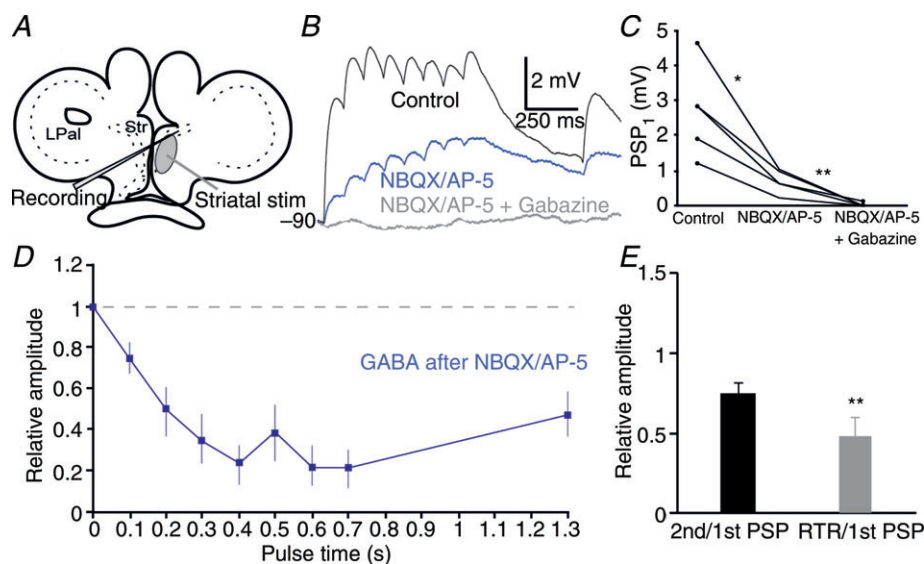 A
LPal
Str
Recording
Striatal stim
B
Control
2 mV
250 ms
NBQX/AP-5
NBQX/AP-5 + Gabazine
–90
C
PSP1 (mV)
5
4
3
2
1
0
*
**
Control
NBQX/AP-5
NBQX/AP-5
+ Gabazine
D
Relative amplitude
1.2
1
0.8
0.6
0.4
0.2
0
GABA after NBQX/AP-5
0 0.1 0.2 0.3 0.4 0.5 0.6 0.7 0.8 0.9 1 1.1 1.2 1.3
Pulse time (s)
E
Relative amplitude
1.5
1
0.5
0
**
2nd/1st PSP
RTR/1st PSP